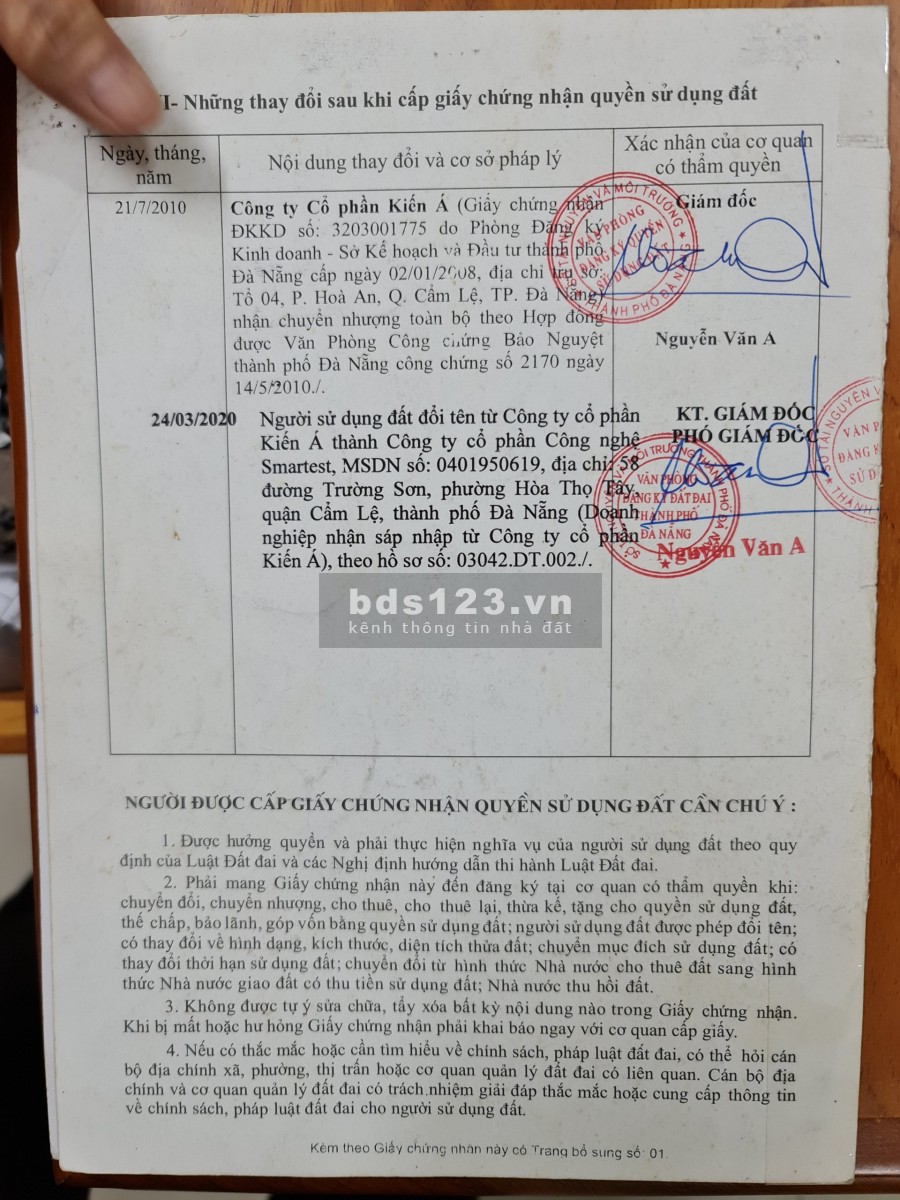 VI- Những thay đổi sau khi cấp giấy chứng nhận quyền sử dụng đất
Ngày, tháng, năm
Nội dung thay đổi và cơ sở pháp lý
Xác nhận của cơ quan có thẩm quyền
21/7/2010
Công ty Cổ phần Kiến Á (Giấy chứng nhận
ĐKKD số: 3203001775 do Phòng Đăng ký
Kinh doanh - Sở Kế hoạch và Đầu tư thành phố
Đà Nẵng cấp ngày 02/01/2008, địa chỉ trụ sở:
Tổ 04, P. Hoà An, Q. Cẩm Lệ, TP. Đà Nẵng)
nhận chuyển nhượng toàn bộ theo Hợp đồng
được Văn Phòng Công chứng Bảo Nguyệt
thành phố Đà Nẵng công chứng số 2170 ngày
14/5/2010./.
Giám đốc
VĂN PHÒNG
ĐĂNG KÝ QUYỀN
SỬ DỤNG ĐẤT
Nguyễn Văn A
24/03/2020
Người sử dụng đất đổi tên từ Công ty cổ phần
Kiến Á thành Công ty cổ phần Công nghệ
Smartest, MSDN số: 0401950619, địa chỉ: 58
đường Trường Sơn, phường Hòa Thọ Tây,
quận Cẩm Lệ, thành phố Đà Nẵng (Doanh
nghiệp nhận sáp nhập từ Công ty cổ phần
Kiến Á), theo hồ sơ số: 03042.DT.002./.
KT. GIÁM ĐỐC
PHÓ GIÁM ĐỐC
VĂN PHÒNG
ĐĂNG KÝ ĐẤT ĐAI
THÀNH PHỐ
ĐÀ NẴNG
Nguyễn Văn A
bds123.vn
kênh thông tin nhà đất
NGƯỜI ĐƯỢC CẤP GIẤY CHỨNG NHẬN QUYỀN SỬ DỤNG ĐẤT CẦN CHÚ Ý :
1. Được hưởng quyền và phải thực hiện nghĩa vụ của người sử dụng đất theo quy
định của Luật Đất đai và các Nghị định hướng dẫn thi hành Luật Đất đai.
2. Phải mang Giấy chứng nhận này đến đăng ký tại cơ quan có thẩm quyền khi:
chuyển đổi, chuyển nhượng, cho thuê, cho thuê lại, thừa kế, tặng cho quyền sử dụng đất,
thế chấp, bảo lãnh, góp vốn bằng quyền sử dụng đất; người sử dụng đất được phép đổi tên;
có thay đổi về hình dạng, kích thước, diện tích thửa đất; chuyển mục đích sử dụng đất; có
thay đổi thời hạn sử dụng đất; chuyển đổi từ hình thức Nhà nước cho thuê đất sang hình
thức Nhà nước giao đất có thu tiền sử dụng đất; Nhà nước thu hồi đất.
3. Không được tự ý sửa chữa, tẩy xóa bất kỳ nội dung nào trong Giấy chứng nhận.
Khi bị mất hoặc hư hỏng Giấy chứng nhận phải khai báo ngay với cơ quan cấp giấy.
4. Nếu có thắc mắc hoặc cần tìm hiểu về chính sách, pháp luật đất đai, có thể hỏi cán
bộ địa chính xã, phường, thị trấn hoặc cơ quan quản lý đất đai có liên quan. Cán bộ địa
chính và cơ quan quản lý đất đai có trách nhiệm giải đáp thắc mắc hoặc cung cấp thông tin
về chính sách, pháp luật đất đai cho người sử dụng đất.
Kèm theo Giấy chứng nhận này có Trang bổ sung số: 01.